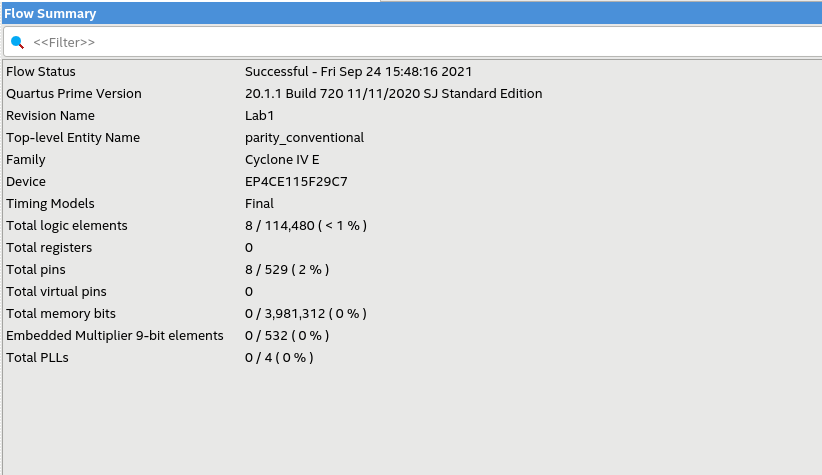 Flow Summary
<<Filter>>
Flow Status Successful - Fri Sep 24 15:48:16 2021
Quartus Prime Version 20.1.1 Build 720 11/11/2020 SJ Standard Edition
Revision Name Lab1
Top-level Entity Name parity_conventional
Family Cyclone IV E
Device EP4CE115F29C7
Timing Models Final
Total logic elements 8 / 114,480 ( < 1 % )
Total registers 0
Total pins 8 / 529 ( 2 % )
Total virtual pins 0
Total memory bits 0 / 3,981,312 ( 0 % )
Embedded Multiplier 9-bit elements 0 / 532 ( 0 % )
Total PLLs 0 / 4 ( 0 % )